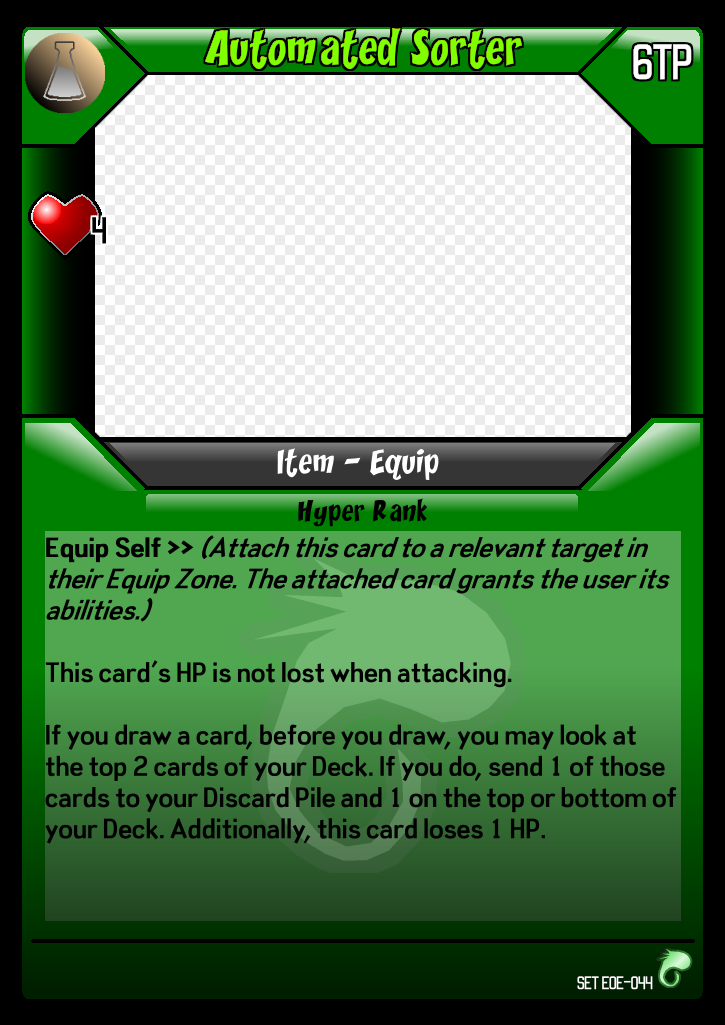 Automated Sorter
6TP
4
Item - Equip
Hyper Rank
Equip Self >> (Attach this card to a relevant target in
their Equip Zone. The attached card grants the user its
abilities.)
This card's HP is not lost when attacking.
If you draw a card, before you draw, you may look at
the top 2 cards of your Deck. If you do, send 1 of those
cards to your Discard Pile and 1 on the top or bottom of
your Deck. Additionally, this card loses 1 HP.
SET EOE-044